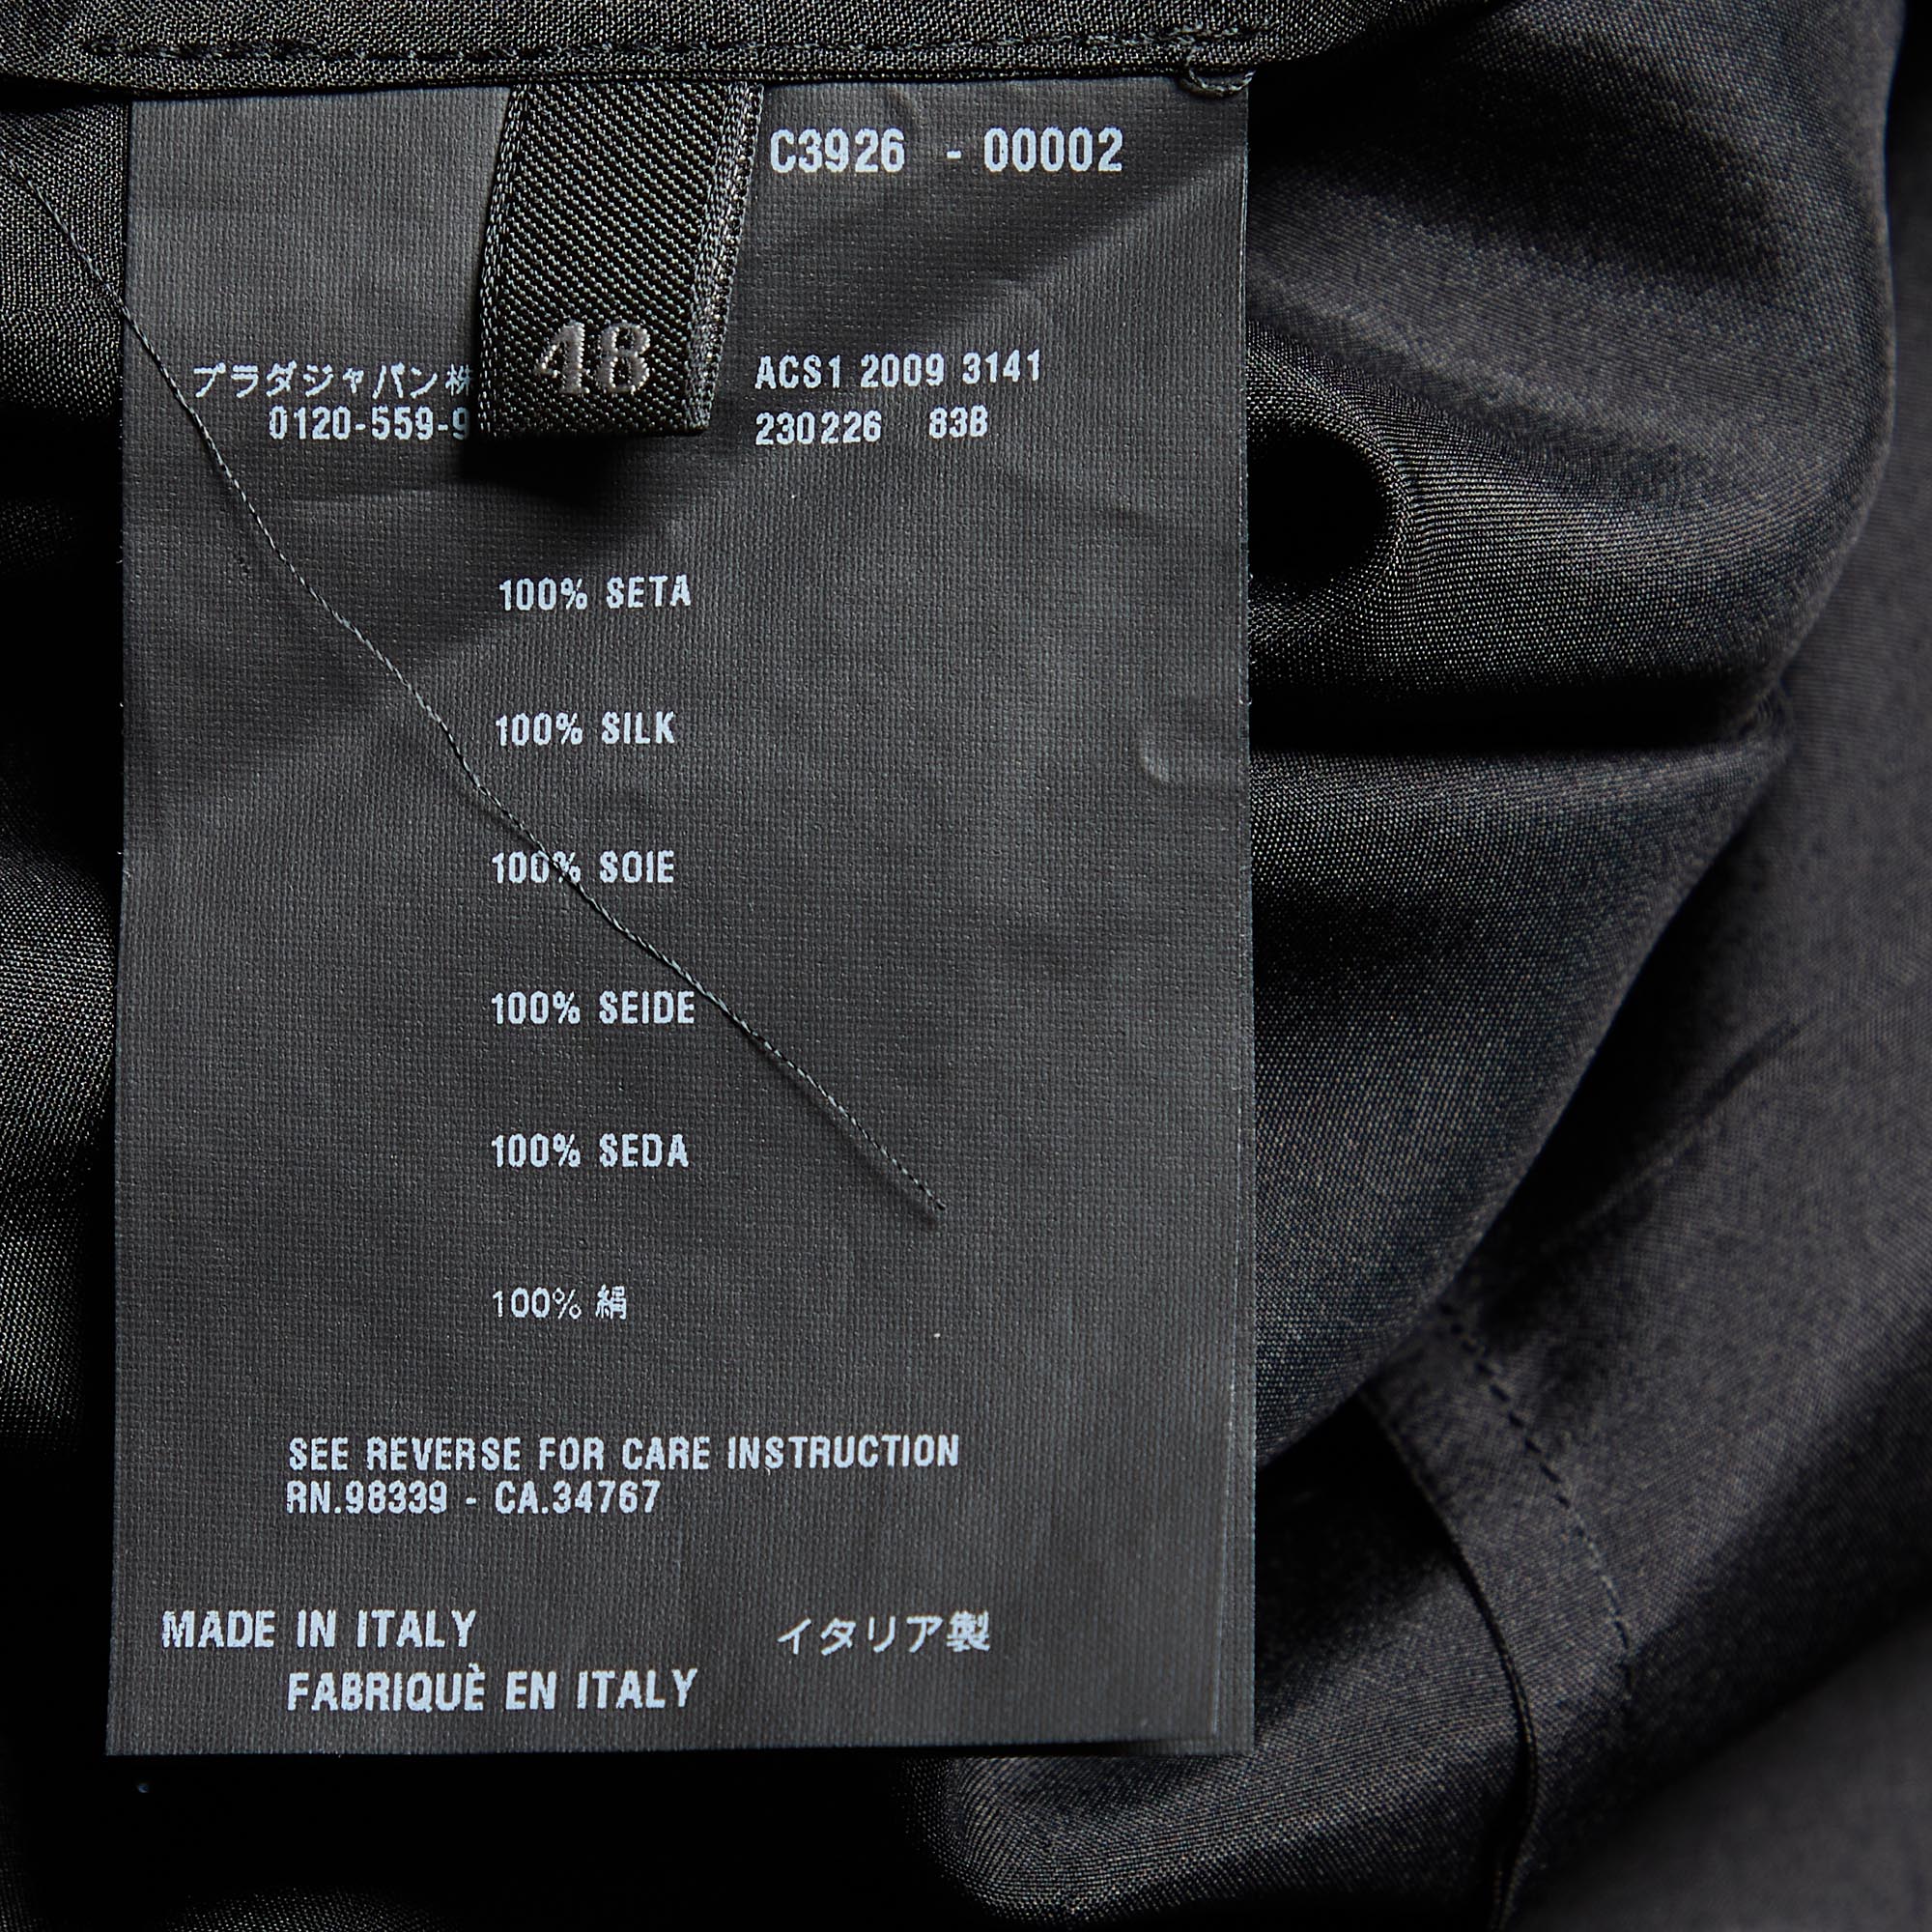 C3926 - 00002
48
プラダジャパン株
0120-559-9
ACS1 2009 3141
230226 83B
100% SETA
100% SILK
100% SOIE
100% SEIDE
100% SEDA
100% 絹
SEE REVERSE FOR CARE INSTRUCTION
RN.98339 - CA.34767
MADE IN ITALY
イタリア製
FABRIQUÈ EN ITALY